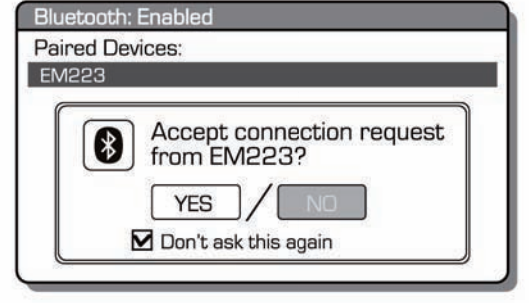 Bluetooth: Enabled
Paired Devices:
EM223
Accept connection request
from EM223?
YES / NO
Don't ask this again